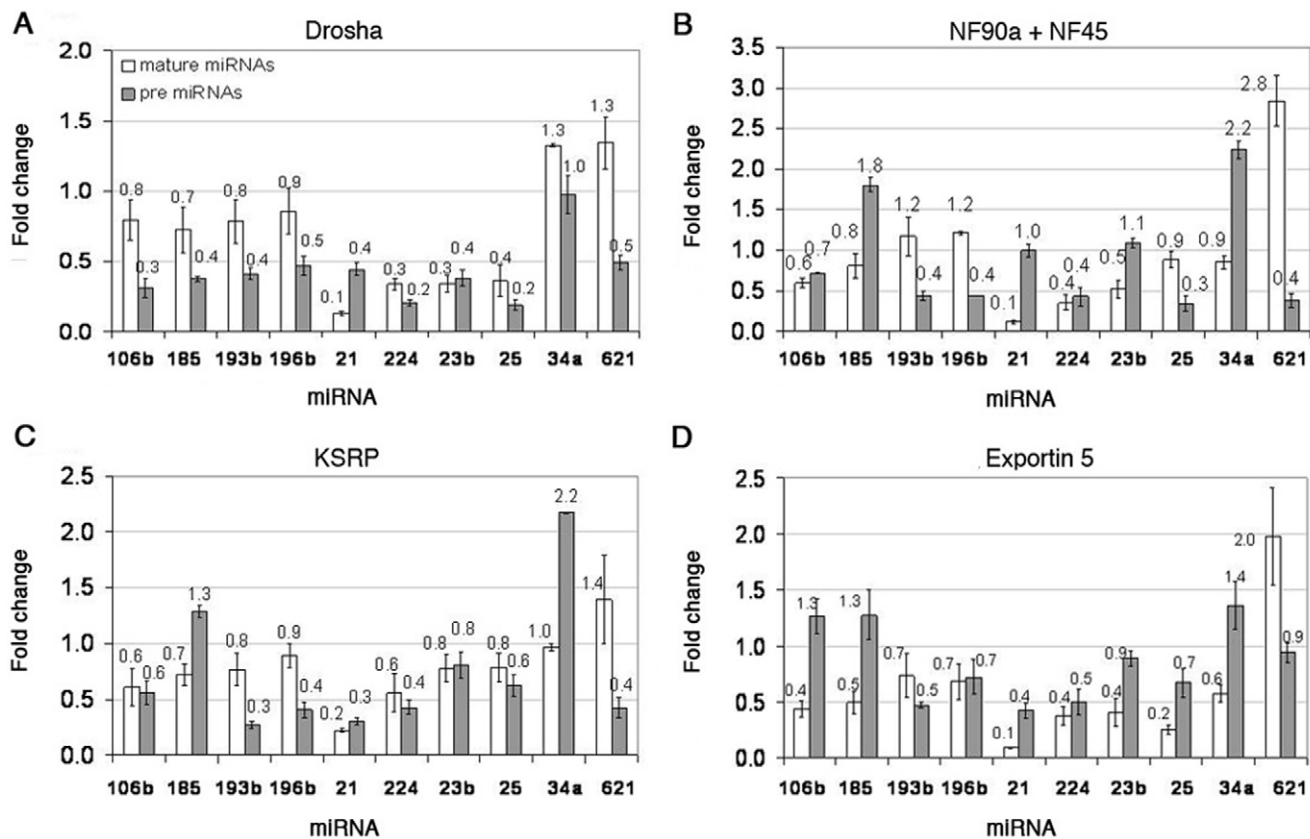 A
Drosha
2.0
1.5
1.0
0.5
0.0
Fold change
mature miRNAs
pre miRNAs
0.8 0.3 0.7 0.4 0.8 0.4 0.9 0.5 0.1 0.4 0.3 0.2 0.3 0.4 0.4 0.2 1.3 1.0 1.3 0.5
106b 185 193b 196b 21 224 23b 25 34a 621
miRNA
B
NF90a + NF45
3.5
3.0
2.5
2.0
1.5
1.0
0.5
0.0
Fold change
0.6 0.7 0.8 1.8 1.2 0.4 1.2 0.4 0.1 1.0 0.4 0.4 0.5 1.1 0.9 0.3 0.9 2.2 2.8 0.4
106b 185 193b 196b 21 224 23b 25 34a 621
miRNA
C
KSRP
2.5
2.0
1.5
1.0
0.5
0.0
Fold change
0.6 0.6 0.7 1.3 0.8 0.3 0.9 0.4 0.2 0.3 0.6 0.4 0.8 0.8 0.8 0.6 1.0 2.2 1.4 0.4
106b 185 193b 196b 21 224 23b 25 34a 621
miRNA
D
Exportin 5
2.5
2.0
1.5
1.0
0.5
0.0
Fold change
0.4 1.3 0.5 1.3 0.7 0.5 0.7 0.7 0.1 0.4 0.4 0.5 0.4 0.9 0.2 0.7 0.6 1.4 2.0 0.9
106b 185 193b 196b 21 224 23b 25 34a 621
miRNA